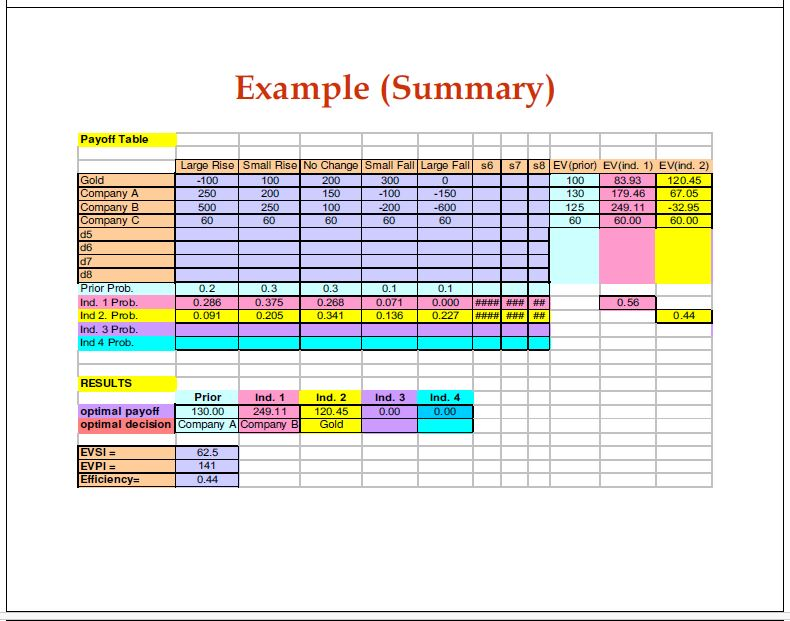 Example (Summary)
Payoff Table
Large Rise Small Rise No Change Small Fall Large Fall s6 s7 s8 EV(prior) EV(ind. 1) EV(ind. 2)
Gold -100 100 200 300 0 100 83.93 120.45
Company A 250 200 150 -100 -150 130 179.46 67.05
Company B 500 250 100 -200 -600 125 249.11 -32.95
Company C 60 60 60 60 60 60 60.00 60.00
d5
d6
d7
d8
Prior Prob. 0.2 0.3 0.3 0.1 0.1
Ind. 1 Prob. 0.286 0.375 0.268 0.071 0.000 #### ### ## 0.56
Ind 2. Prob. 0.091 0.205 0.341 0.136 0.227 #### ### ## 0.44
Ind. 3 Prob.
Ind 4 Prob.
RESULTS
Prior Ind. 1 Ind. 2 Ind. 3 Ind. 4
optimal payoff 130.00 249.11 120.45 0.00 0.00
optimal decision Company A Company B Gold
EVSI = 62.5
EVPI = 141
Efficiency= 0.44